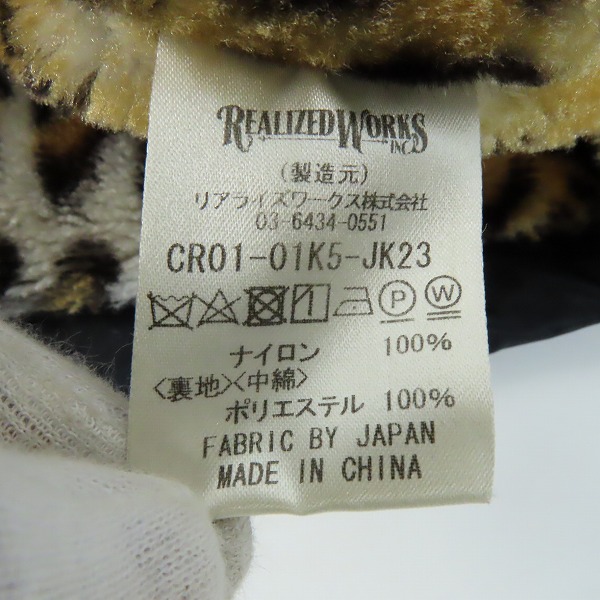 REALIZED WORKS
INC.
(製造元)
リアライズワークス株式会社
03-6434-0551
CR01-01K5-JK23
P W
ナイロン 100%
〈裏地〉〈中綿〉
ポリエステル 100%
FABRIC BY JAPAN
MADE IN CHINA